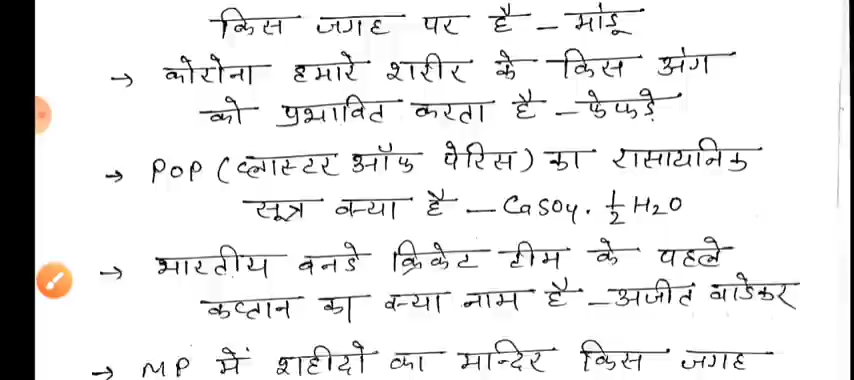 किस जगह पर है - मांडू
→ कोरोना हमारे शरीर के किस अंग
को प्रभावित करता है - फेफड़े
→ POP (प्लास्टर ऑफ पेरिस) का रासायनिक
सूत्र क्या है - CaSO4. 1/2 H2O
→ भारतीय वनडे क्रिकेट टीम के पहले
कप्तान का क्या नाम है - अजीत वाडेकर
→ MP में शहीदों का मन्दिर किस जगह